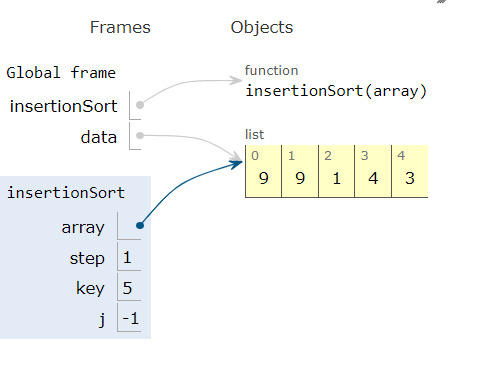 Frames Objects
Global frame
function
insertionSort
insertionSort(array)
data
list
0 1 2 3 4
9 9 1 4 3
insertionSort
array
step 1
key 5
j -1